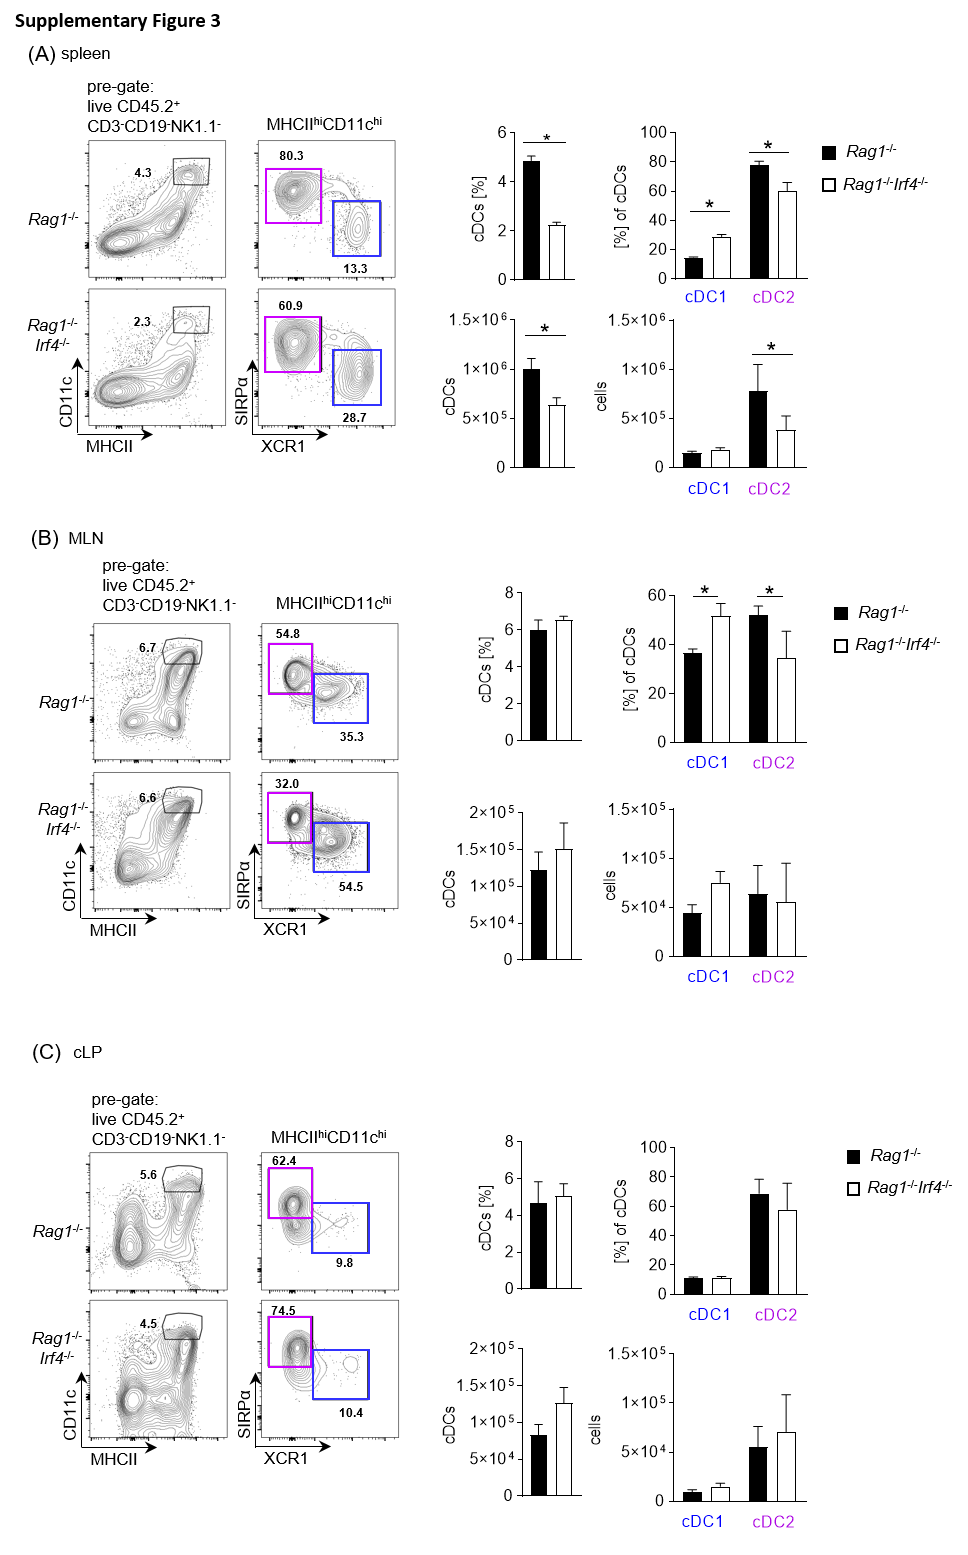 Supplementary Figure 3
(A) spleen
pre-gate:
live CD45.2+
CD3-CD19-NK1.1-
MHCIIhiCD11chi
4.3
80.3
13.3
Rag1-/-
2.3
60.9
28.7
Rag1-/-
Irf4-/-
CD11c
MHCII
SIRPα
XCR1
cDCs [%]
6
4
2
0
*
[%] of cDCs
100
80
60
40
20
0
*
*
cDC1
cDC2
Rag1-/-
Rag1-/-Irf4-/-
cDCs
1.5×106
1×106
5×105
0
*
cells
1.5×106
1×106
5×105
0
*
cDC1
cDC2
(B) MLN
pre-gate:
live CD45.2+
CD3-CD19-NK1.1-
MHCIIhiCD11chi
6.7
54.8
35.3
Rag1-/-
6.6
32.0
54.5
Rag1-/-
Irf4-/-
CD11c
MHCII
SIRPα
XCR1
cDCs [%]
8
6
4
2
0
[%] of cDCs
60
40
20
0
*
*
cDC1
cDC2
Rag1-/-
Rag1-/-Irf4-/-
cDCs
2×105
1.5×105
1×105
5×104
0
cells
1.5×105
1×105
5×104
0
cDC1
cDC2
(C) cLP
pre-gate:
live CD45.2+
CD3-CD19-NK1.1-
MHCIIhiCD11chi
5.6
62.4
9.8
Rag1-/-
4.5
74.5
10.4
Rag1-/-
Irf4-/-
CD11c
MHCII
SIRPα
XCR1
cDCs [%]
8
6
4
2
0
[%] of cDCs
100
80
60
40
20
0
cDC1
cDC2
Rag1-/-
Rag1-/-Irf4-/-
cDCs
2×105
1.5×105
1×105
5×104
0
cells
1.5×105
1×105
5×104
0
cDC1
cDC2